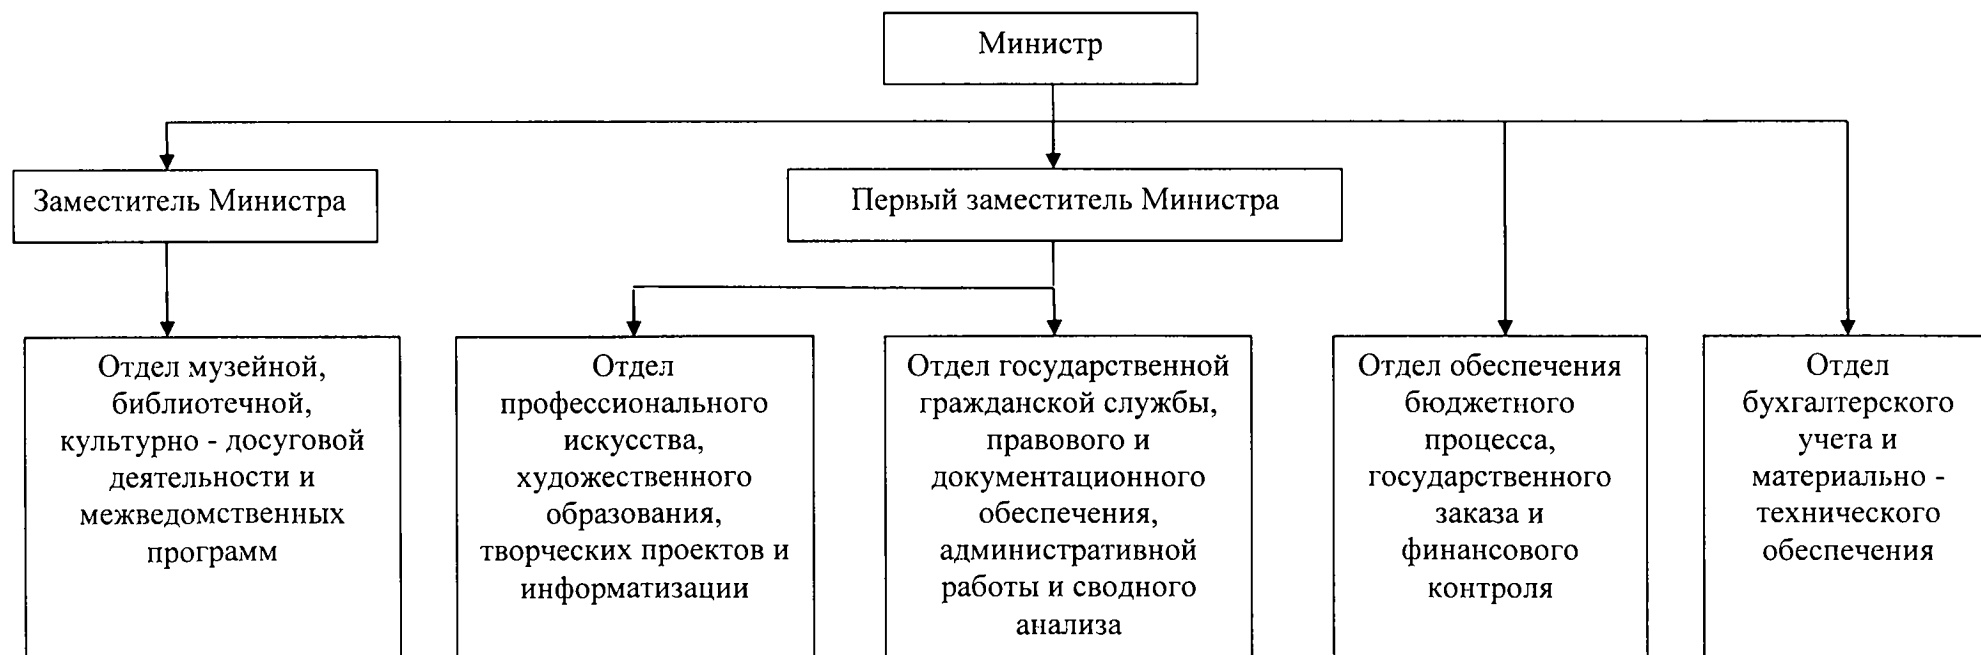 Министр
Заместитель Министра
Первый заместитель Министра
Отдел музейной,
библиотечной,
культурно - досуговой
деятельности и
межведомственных
программ
Отдел
профессионального
искусства,
художественного
образования,
творческих проектов и
информатизации
Отдел государственной
гражданской службы,
правового и
документационного
обеспечения,
административной
работы и сводного
анализа
Отдел обеспечения
бюджетного
процесса,
государственного
заказа и
финансового
контроля
Отдел
бухгалтерского
учета и
материально -
технического
обеспечения